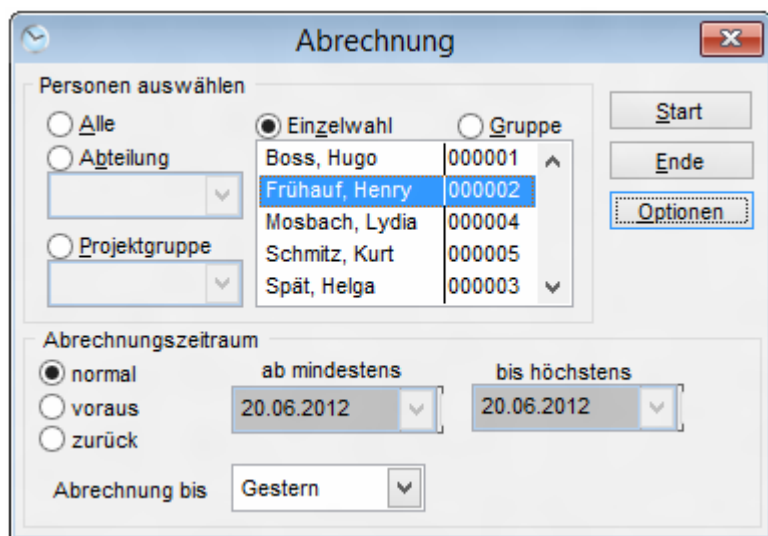 Abrechnung
Personen auswählen
Alle
Einzelwahl
Gruppe
Abteilung
Projektgruppe
Boss, Hugo 000001
Frühauf, Henry 000002
Mosbach, Lydia 000004
Schmitz, Kurt 000005
Spät, Helga 000003
Start
Ende
Optionen
Abrechnungszeitraum
normal
voraus
zurück
ab mindestens
20.06.2012
bis höchstens
20.06.2012
Abrechnung bis Gestern